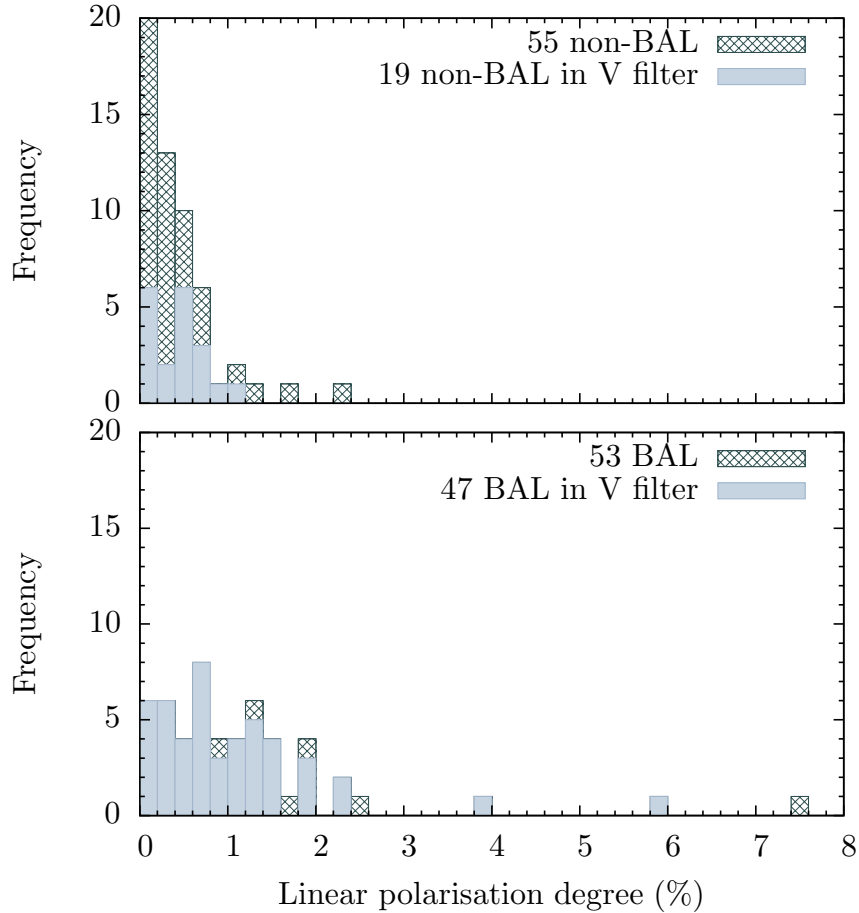 20
15
10
5
0
Frequency
55 non-BAL
19 non-BAL in V filter
20
15
10
5
0
Frequency
53 BAL
47 BAL in V filter
0 1 2 3 4 5 6 7 8
Linear polarisation degree (%)